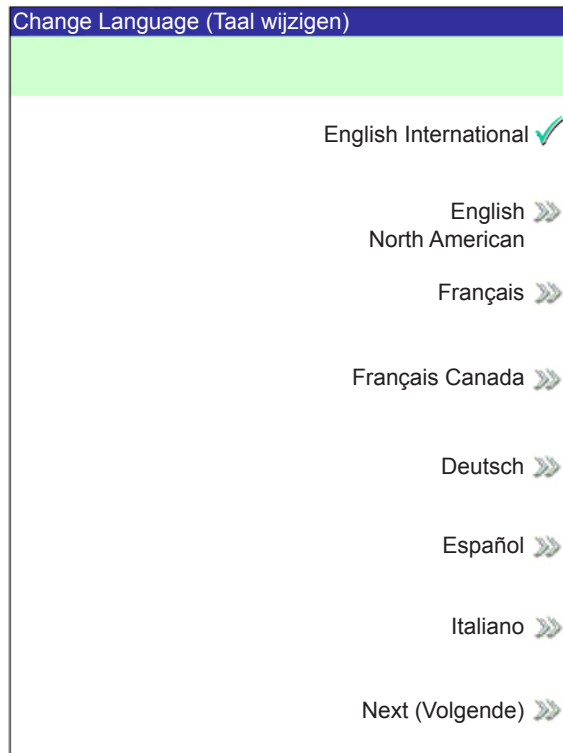 Change Language (Taal wijzigen)
English International
English
North American
Français
Français Canada
Deutsch
Español
Italiano
Next (Volgende)